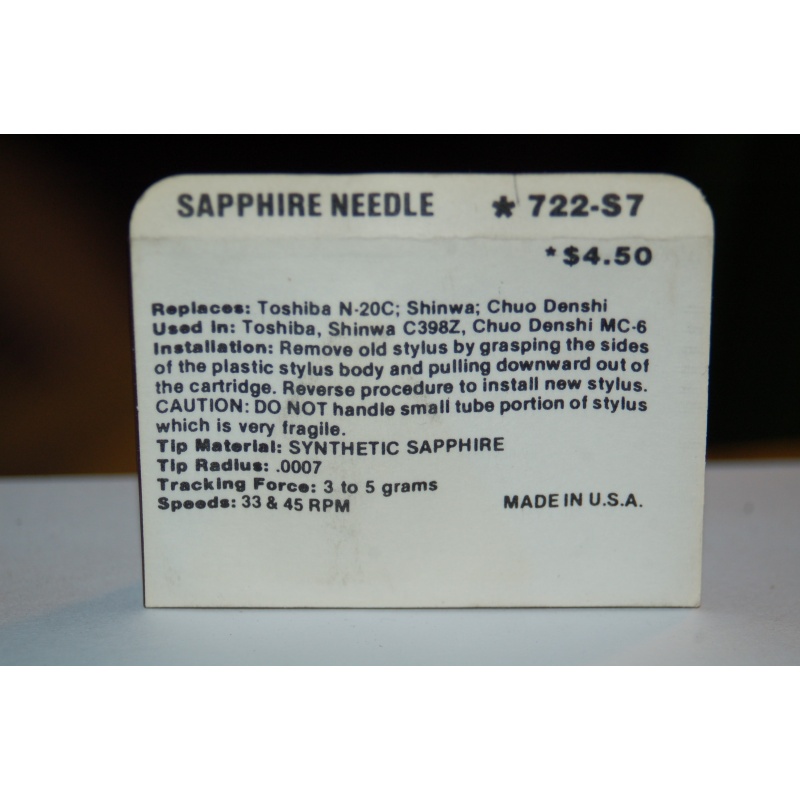 SAPPHIRE NEEDLE * 722-S7
*$4.50
Replaces: Toshiba N-20C; Shinwa; Chuo Denshi
Used in: Toshiba, Shinwa C398Z, Chuo Denshi MC-6
Installation: Remove old stylus by grasping the sides
of the plastic stylus body and pulling downward out of
the cartridge. Reverse procedure to install new stylus.
CAUTION: DO NOT handle small tube portion of stylus
which is very fragile.
Tip Material: SYNTHETIC SAPPHIRE
Tip Radius: .0007
Tracking Force: 3 to 5 grams
Speeds: 33 & 45 RPM MADE IN U.S.A.